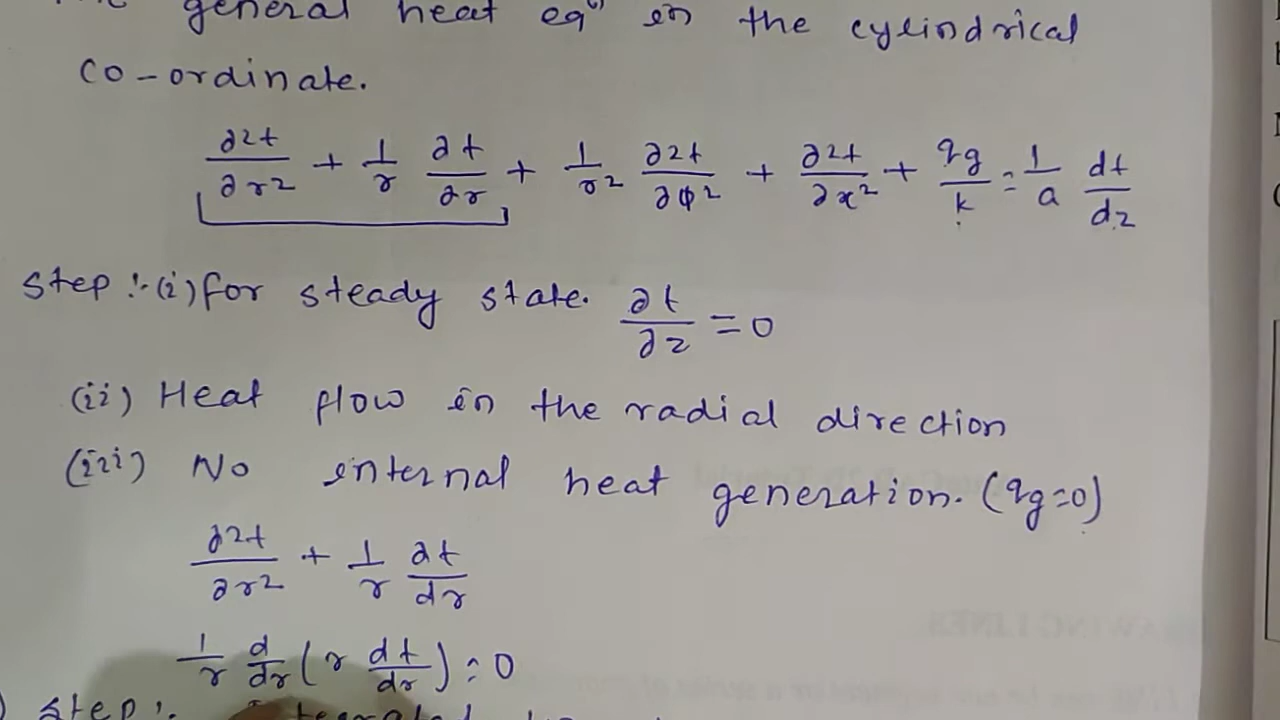 general heat eqⁿ in the cylindrical
co-ordinate.
∂2t/∂r2 + 1/r ∂t/∂r + 1/r2 ∂2t/∂φ2 + ∂2t/∂x2 + qg/k = 1/a dt/dz
step :- (i) for steady state. ∂t/∂z = 0
(ii) Heat flow in the radial direction
(iii) No internal heat generation. (qg=0)
∂2t/∂r2 + 1/r ∂t/dr
1/r d/dr (r dt/dr) = 0
step :-